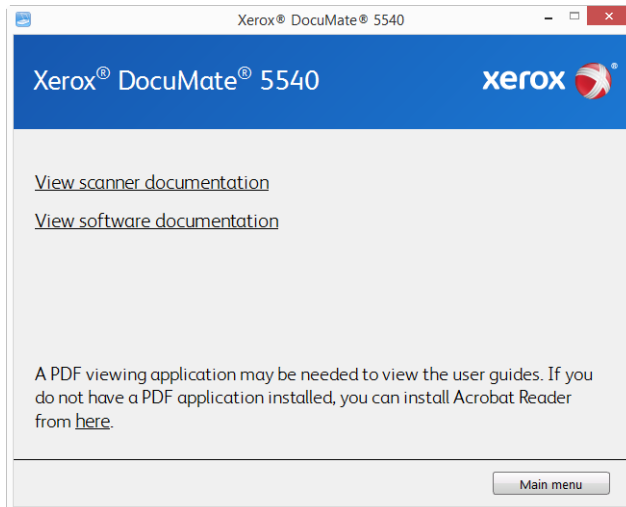 Xerox® DocuMate® 5540
Xerox® DocuMate® 5540
xerox ®
View scanner documentation
View software documentation
A PDF viewing application may be needed to view the user guides. If you
do not have a PDF application installed, you can install Acrobat Reader
from here.
Main menu